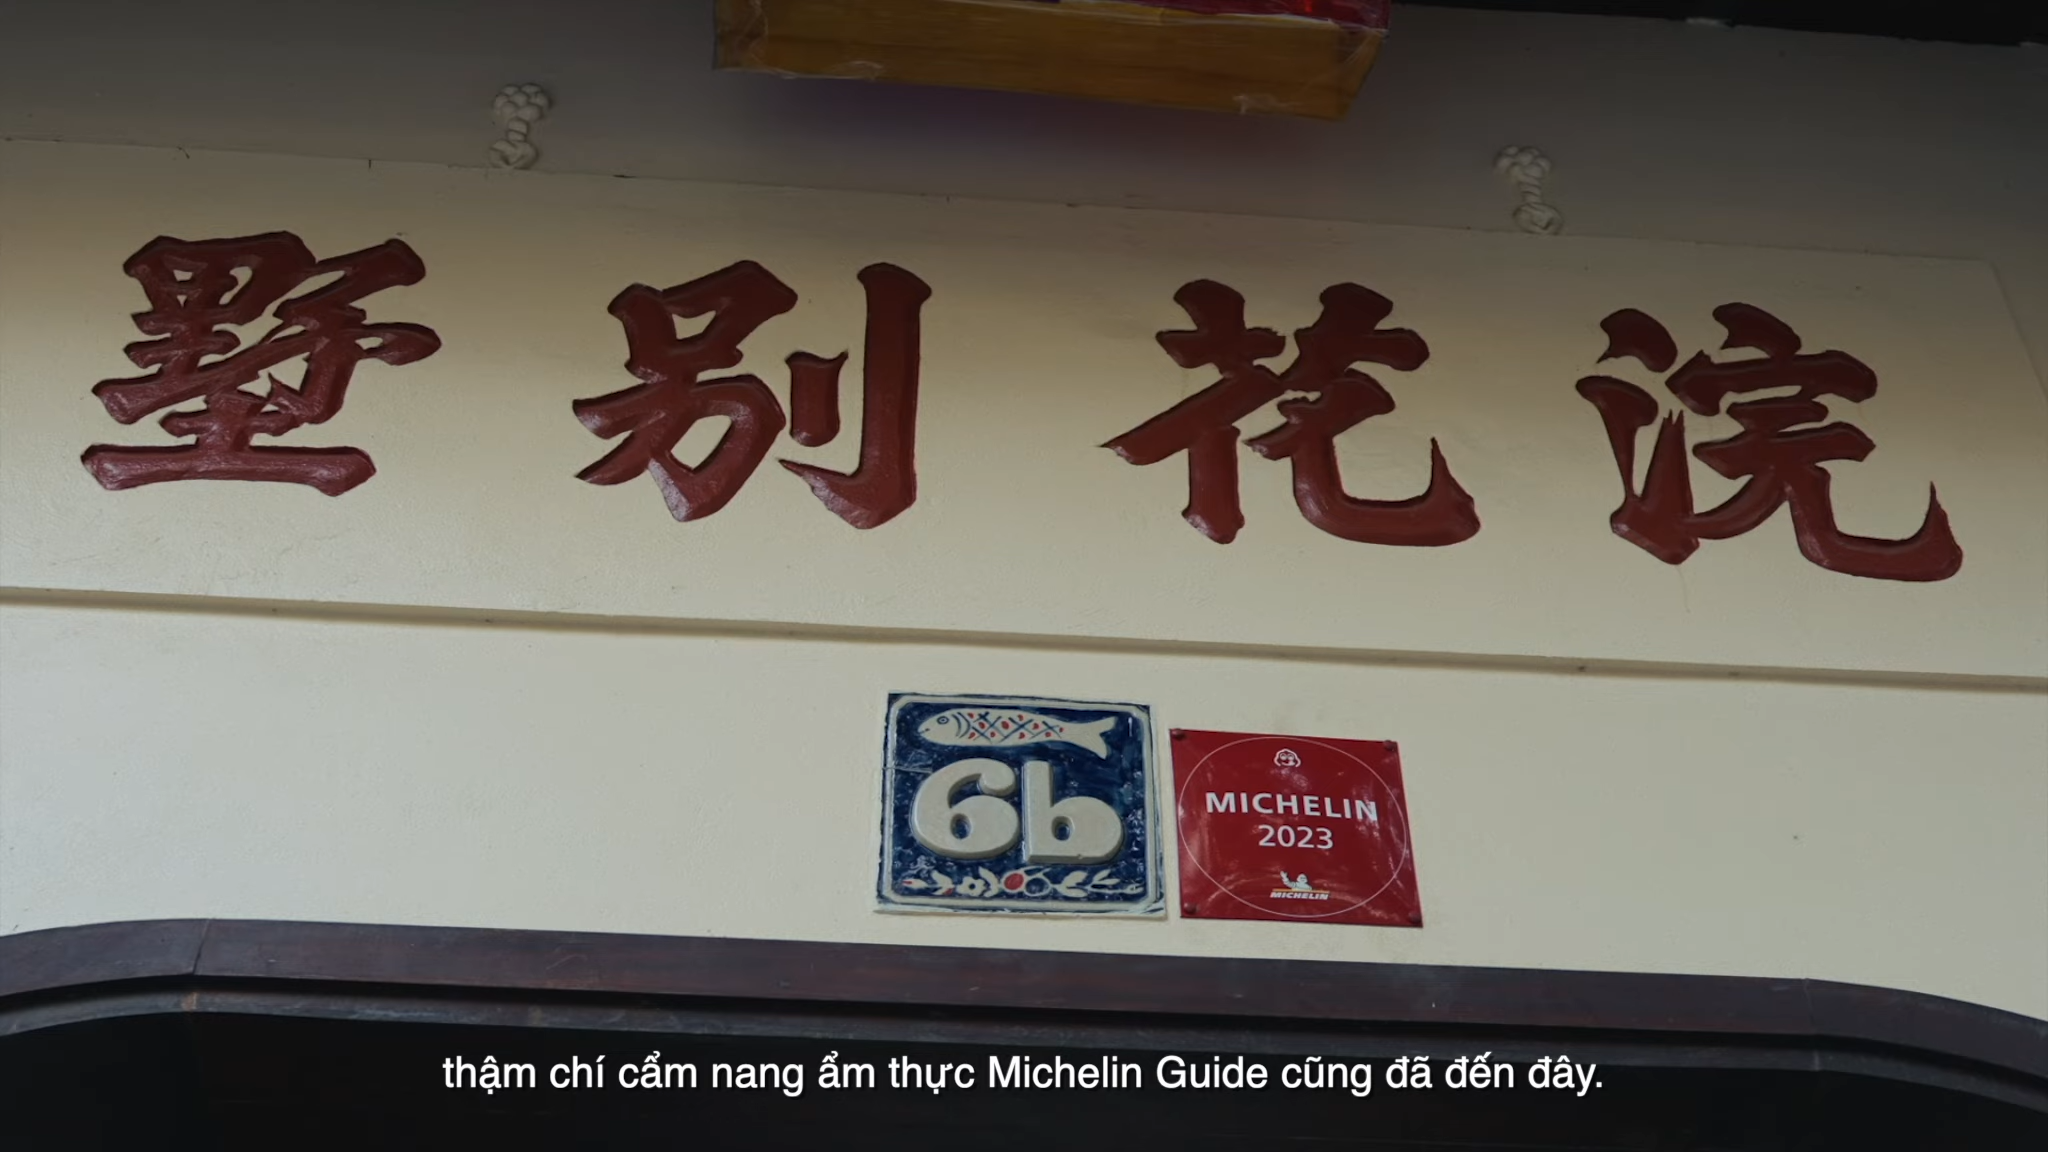 浣花别墅
6b
MICHELIN
2023
MICHELIN
thậm chí cẩm nang ẩm thực Michelin Guide cũng đã đến đây.